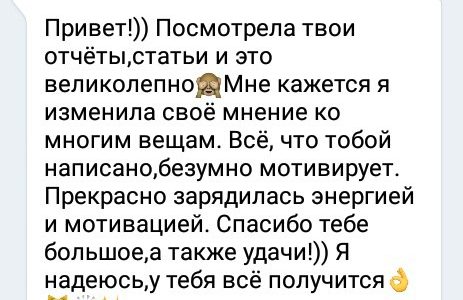 Привет!)) Посмотрела твои
отчёты,статьи и это
великолепно🙈Мне кажется я
изменила своё мнение ко
многим вещам. Всё, что тобой
написано,безумно мотивирует.
Прекрасно зарядилась энергией
и мотивацией. Спасибо тебе
большое,а также удачи!)) Я
надеюсь,у тебя всё получится👌